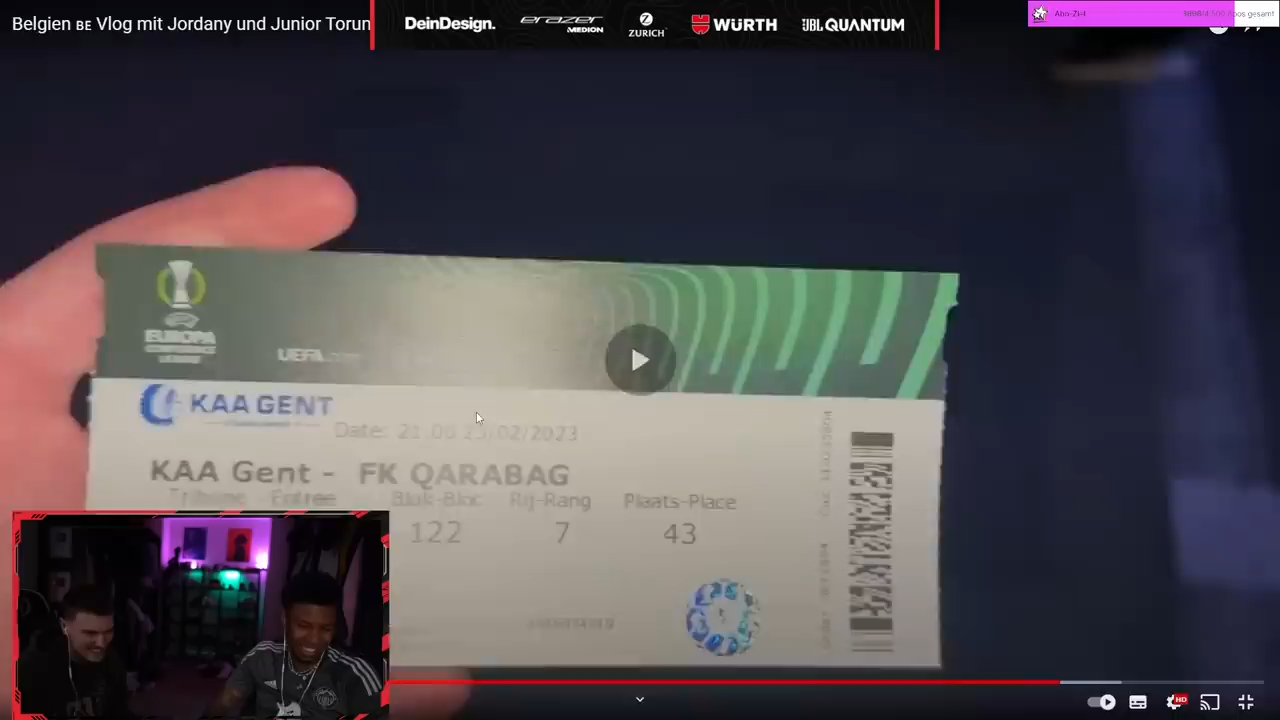 Belgien BE Vlog mit Jordany und Junior Torun
DeinDesign.
erazer
MEDION
ZURICH
WÜRTH
JBL QUANTUM
EUROPA
CONFERENCE
LEAGUE
UEFA
KAA GENT
Date: 21:00 23/02/2023
KAA Gent - FK QARABAG
Tribune Entree Blok-Bloc Rij-Rang Plaats-Place
122 7 43
HD